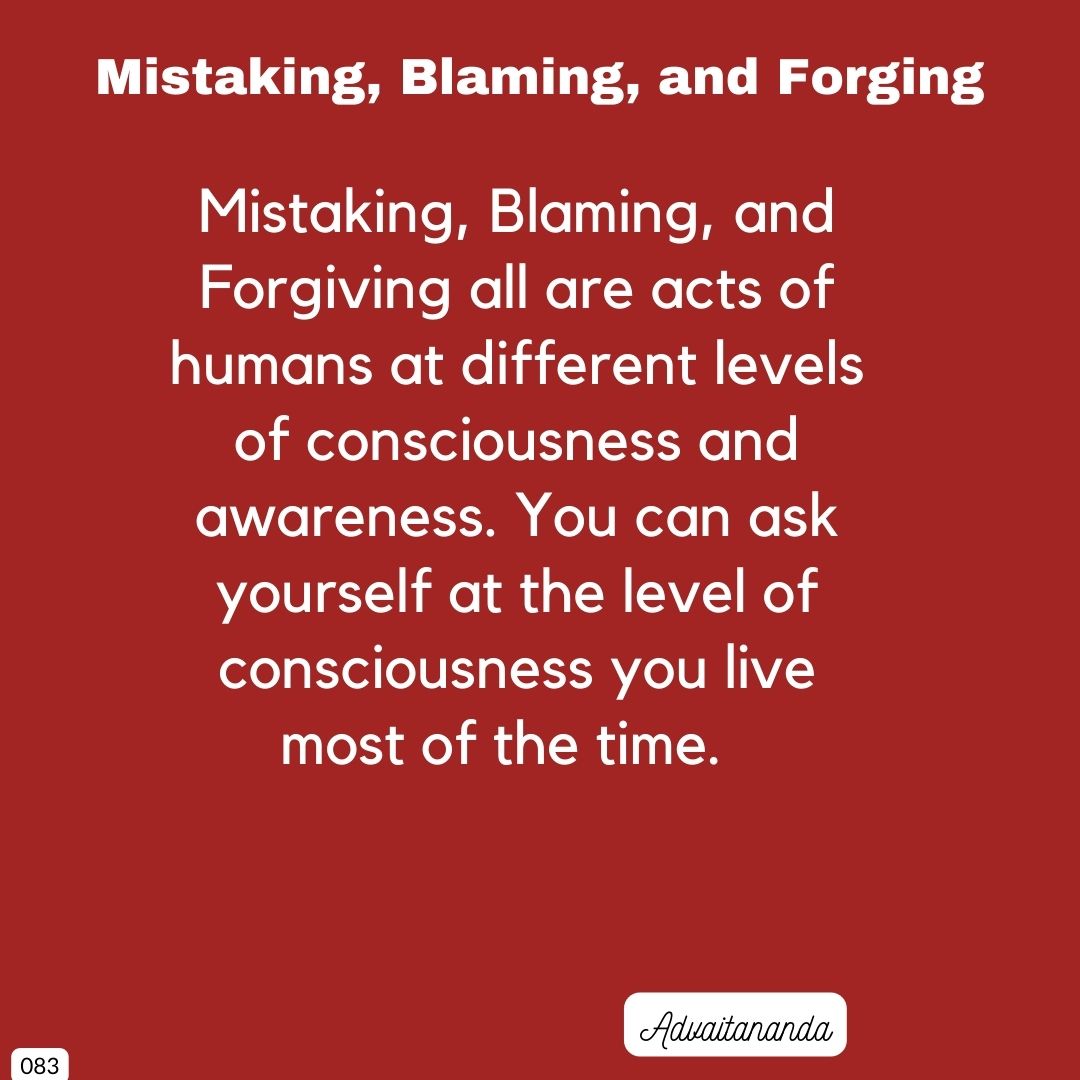 Mistaking, Blaming, and Forging
Mistaking, Blaming, and
Forgiving all are acts of
humans at different levels
of consciousness and
awareness. You can ask
yourself at the level of
consciousness you live
most of the time.
Advaitananda
083